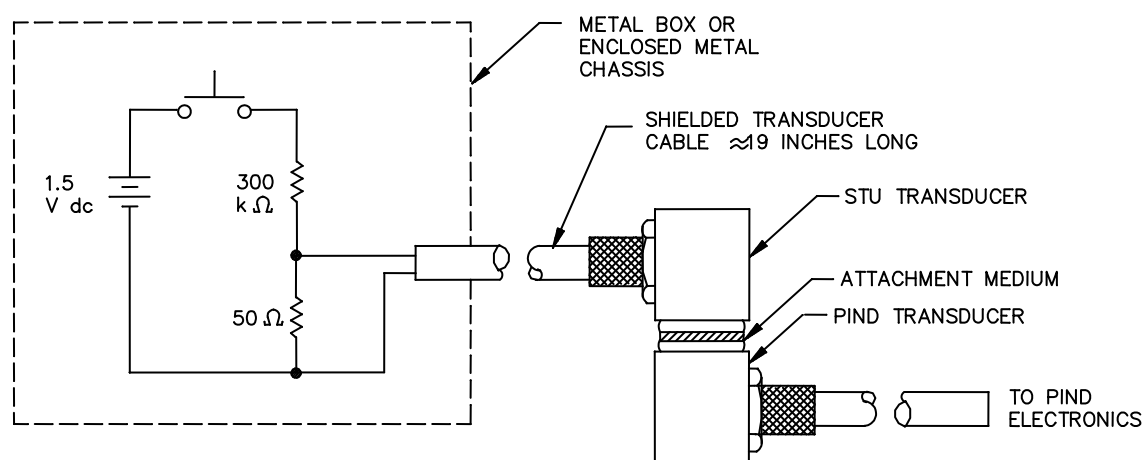 METAL BOX OR
ENCLOSED METAL
CHASSIS
SHIELDED TRANSDUCER
CABLE ≈19 INCHES LONG
1.5
V dc
300
k Ω
50 Ω
STU TRANSDUCER
ATTACHMENT MEDIUM
PIND TRANSDUCER
TO PIND
ELECTRONICS